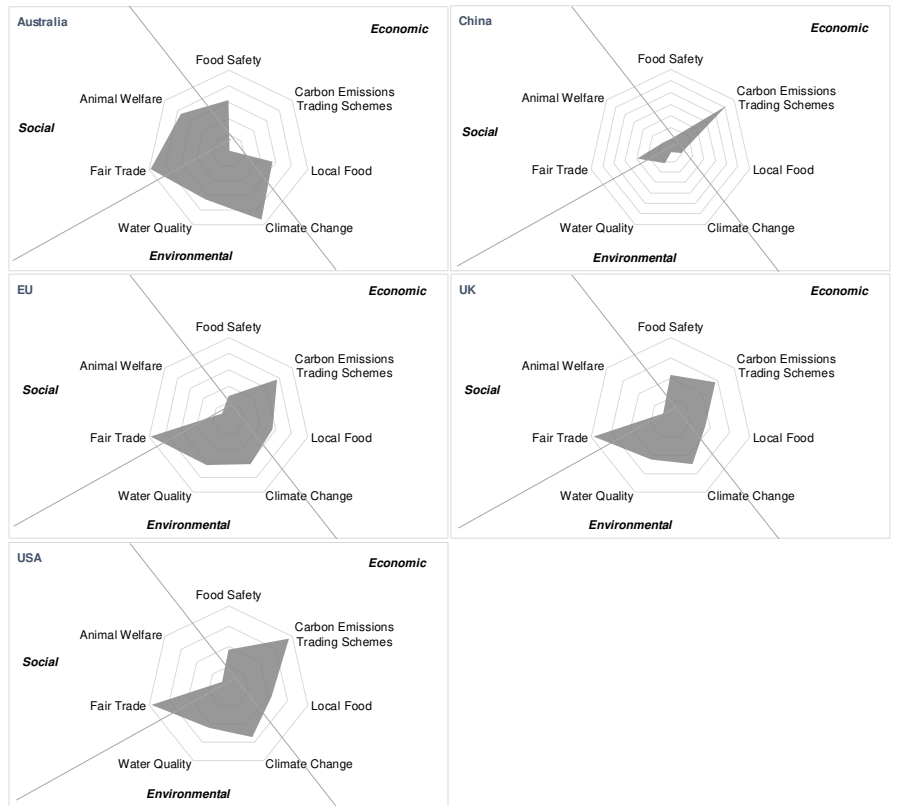 Australia
Economic
Food Safety
Carbon Emissions
Trading Schemes
Animal Welfare
Social
Fair Trade
Local Food
Water Quality
Climate Change
Environmental
China
Economic
Food Safety
Carbon Emissions
Trading Schemes
Animal Welfare
Social
Fair Trade
Local Food
Water Quality
Climate Change
Environmental
EU
Economic
Food Safety
Carbon Emissions
Trading Schemes
Animal Welfare
Social
Fair Trade
Local Food
Water Quality
Climate Change
Environmental
UK
Economic
Food Safety
Carbon Emissions
Trading Schemes
Animal Welfare
Social
Fair Trade
Local Food
Water Quality
Climate Change
Environmental
USA
Economic
Food Safety
Carbon Emissions
Trading Schemes
Animal Welfare
Social
Fair Trade
Local Food
Water Quality
Climate Change
Environmental